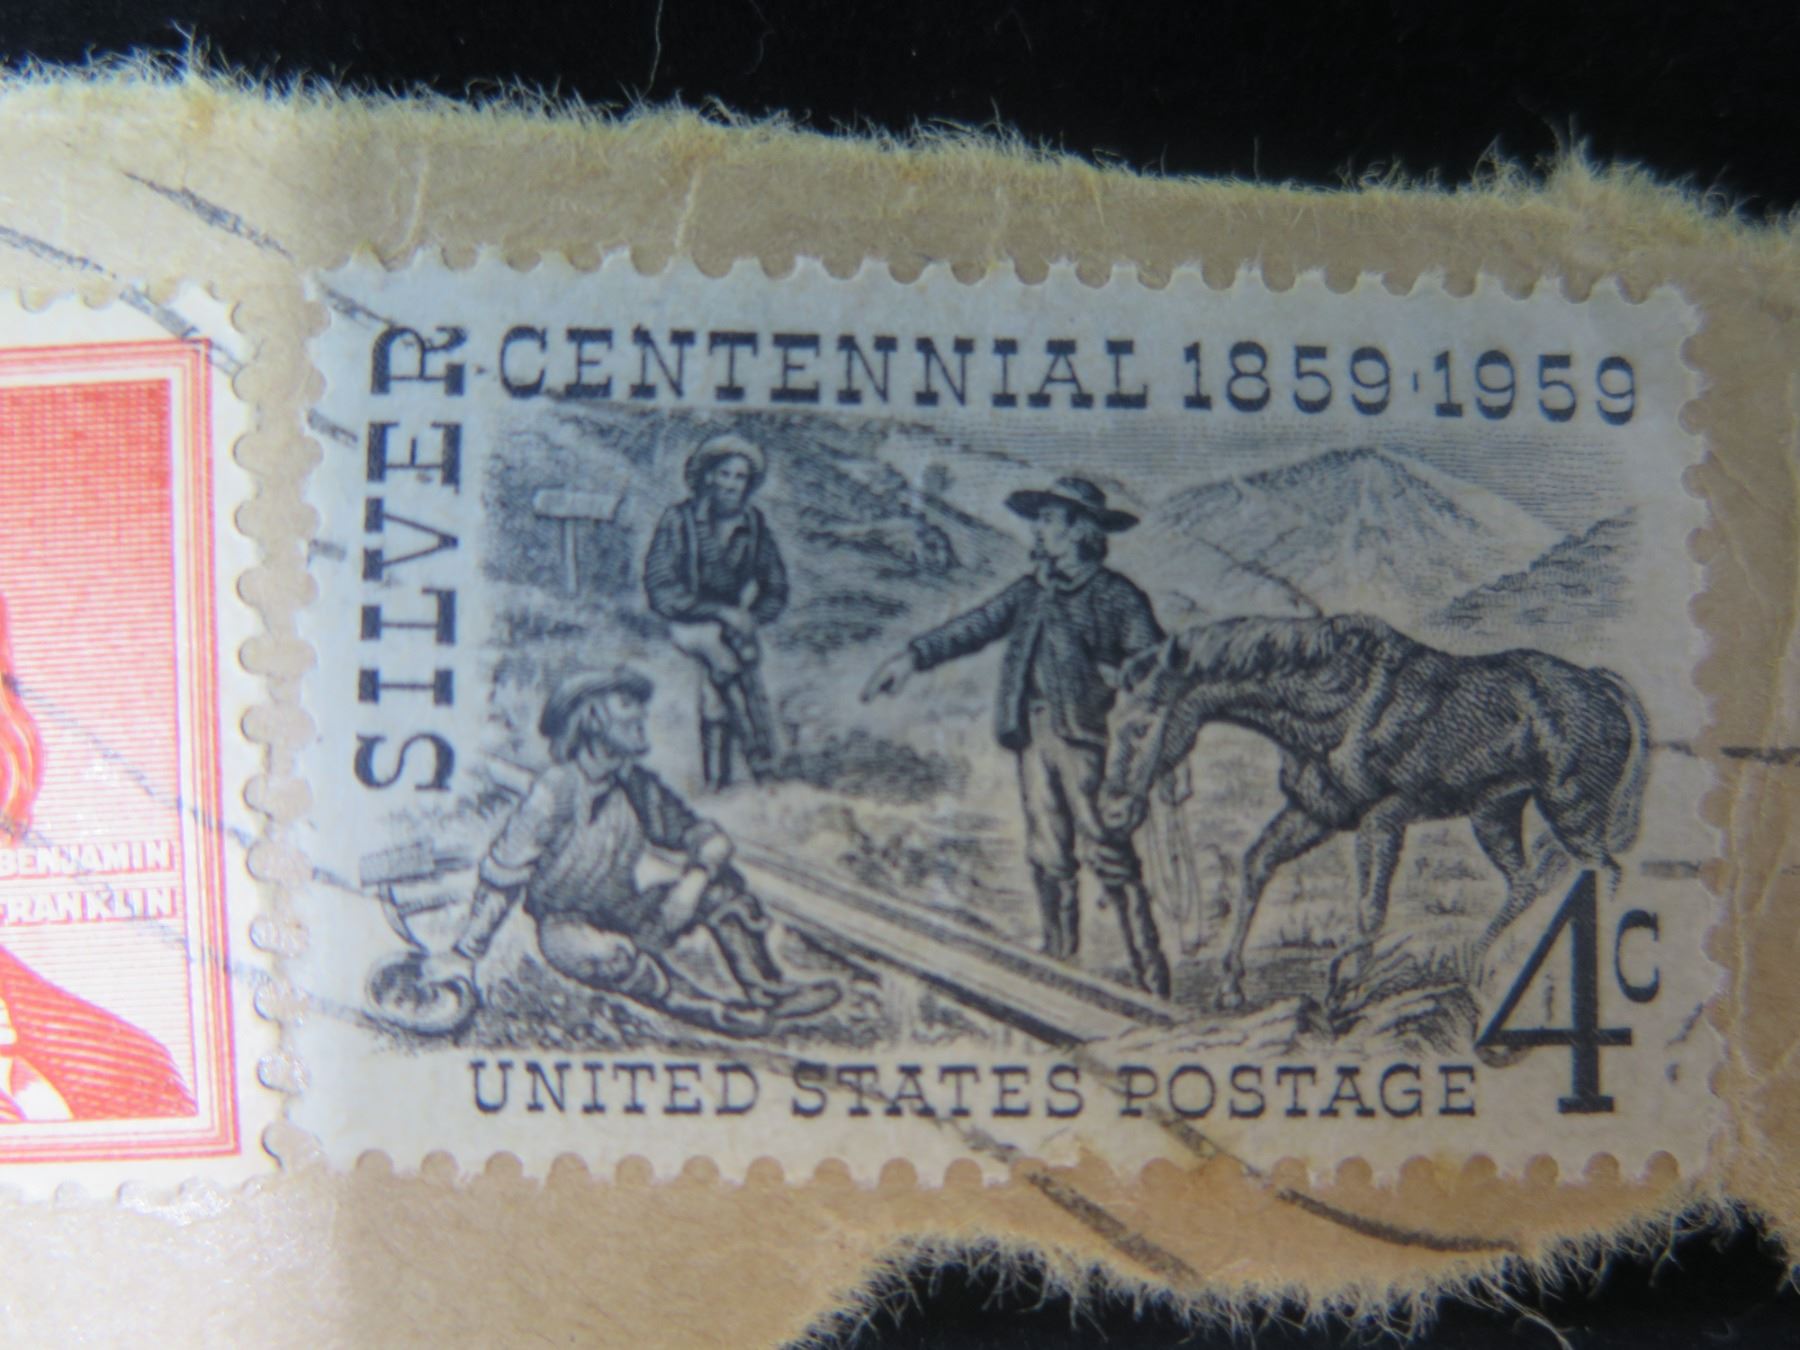 SILVER
CENTENNIAL 1859·1959
UNITED STATES POSTAGE
4c
BENJAMIN
FRANKLIN